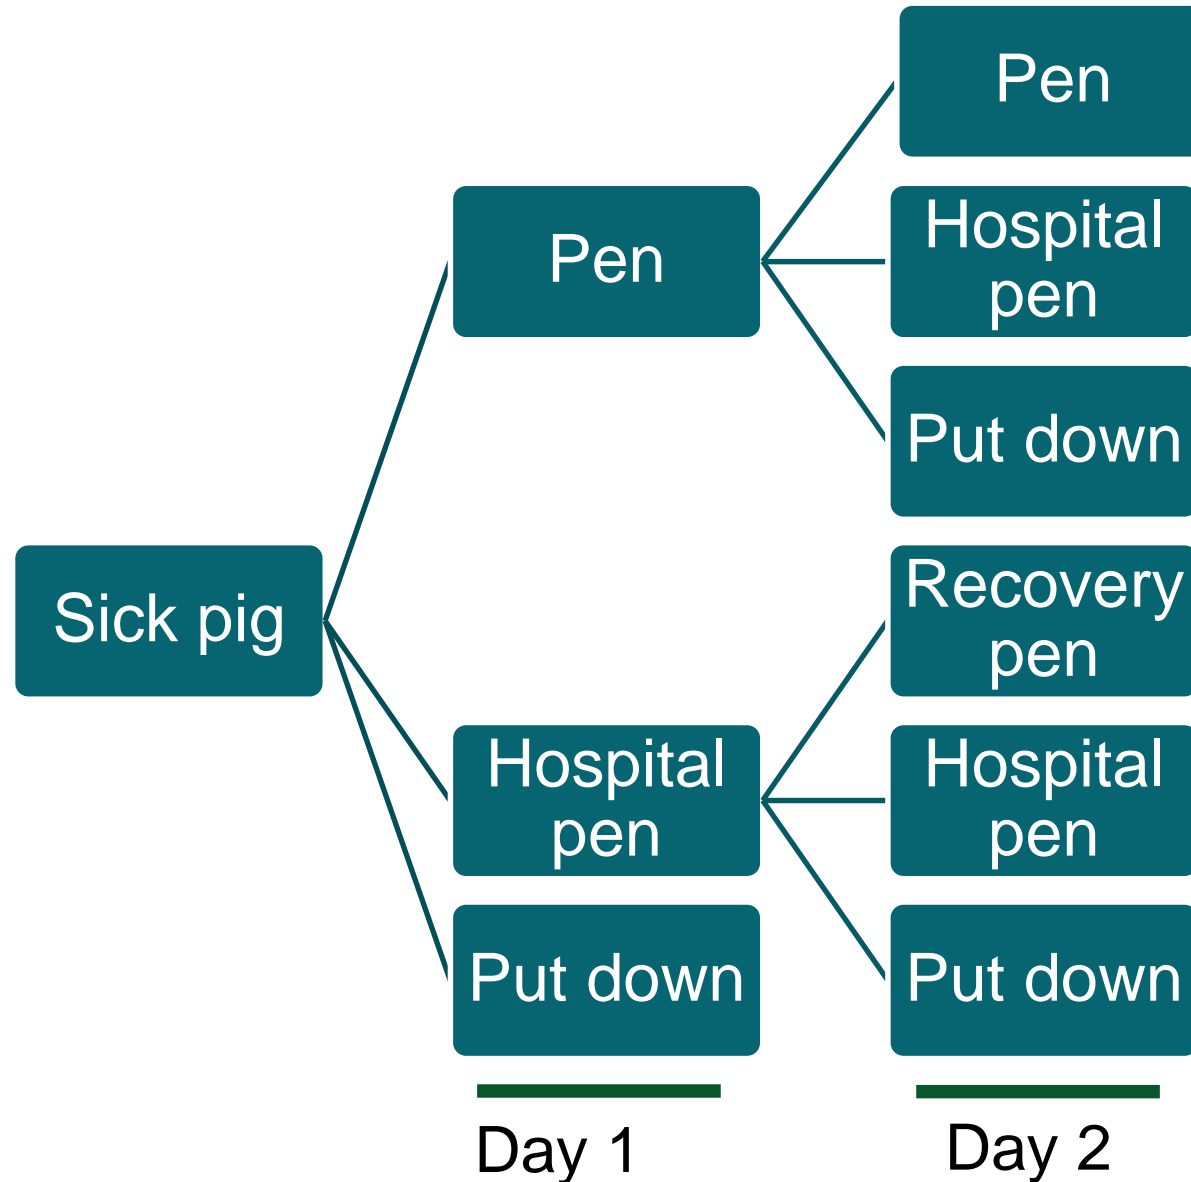 Pen
Pen
Hospital
pen
Put down
Sick pig
Recovery
pen
Hospital
pen
Hospital
pen
Put down
Put down
Day 1
Day 2